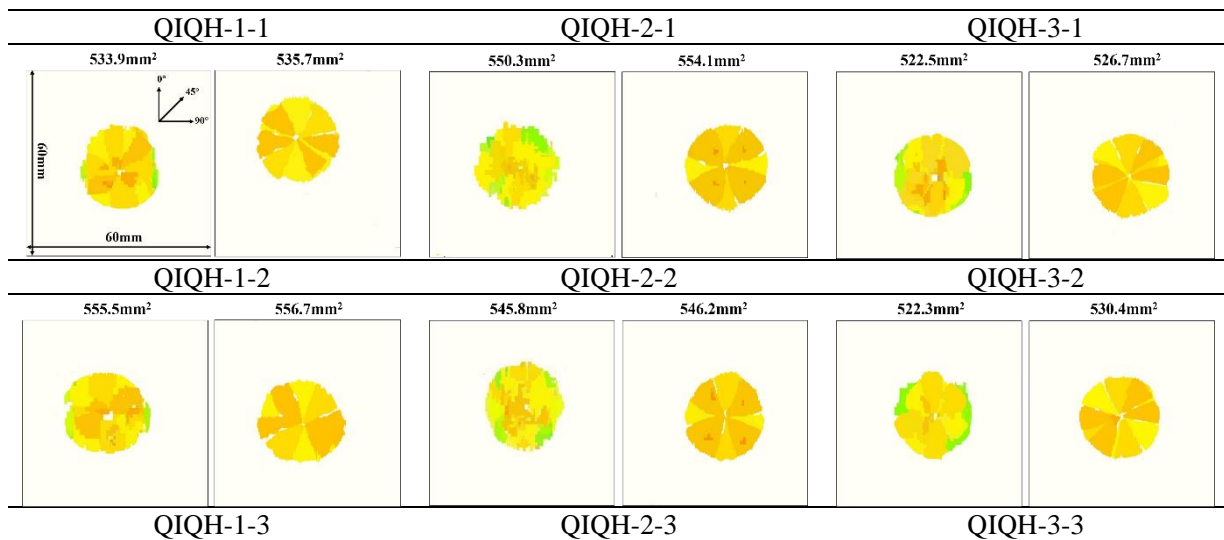 QIQH-1-1 QIQH-2-1 QIQH-3-1
533.9mm² 535.7mm² 550.3mm² 554.1mm² 522.5mm² 526.7mm²
0°
45°
90°
60mm
60mm
QIQH-1-2 QIQH-2-2 QIQH-3-2
555.5mm² 556.7mm² 545.8mm² 546.2mm² 522.3mm² 530.4mm²
QIQH-1-3 QIQH-2-3 QIQH-3-3